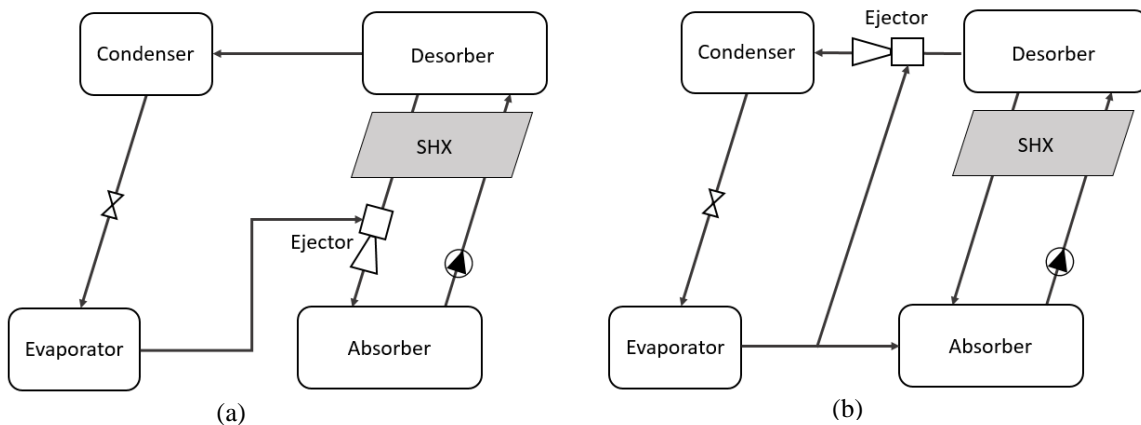 Condenser
Desorber
SHX
Ejector
Evaporator
Absorber
(a)
Ejector
Condenser
Desorber
SHX
Evaporator
Absorber
(b)